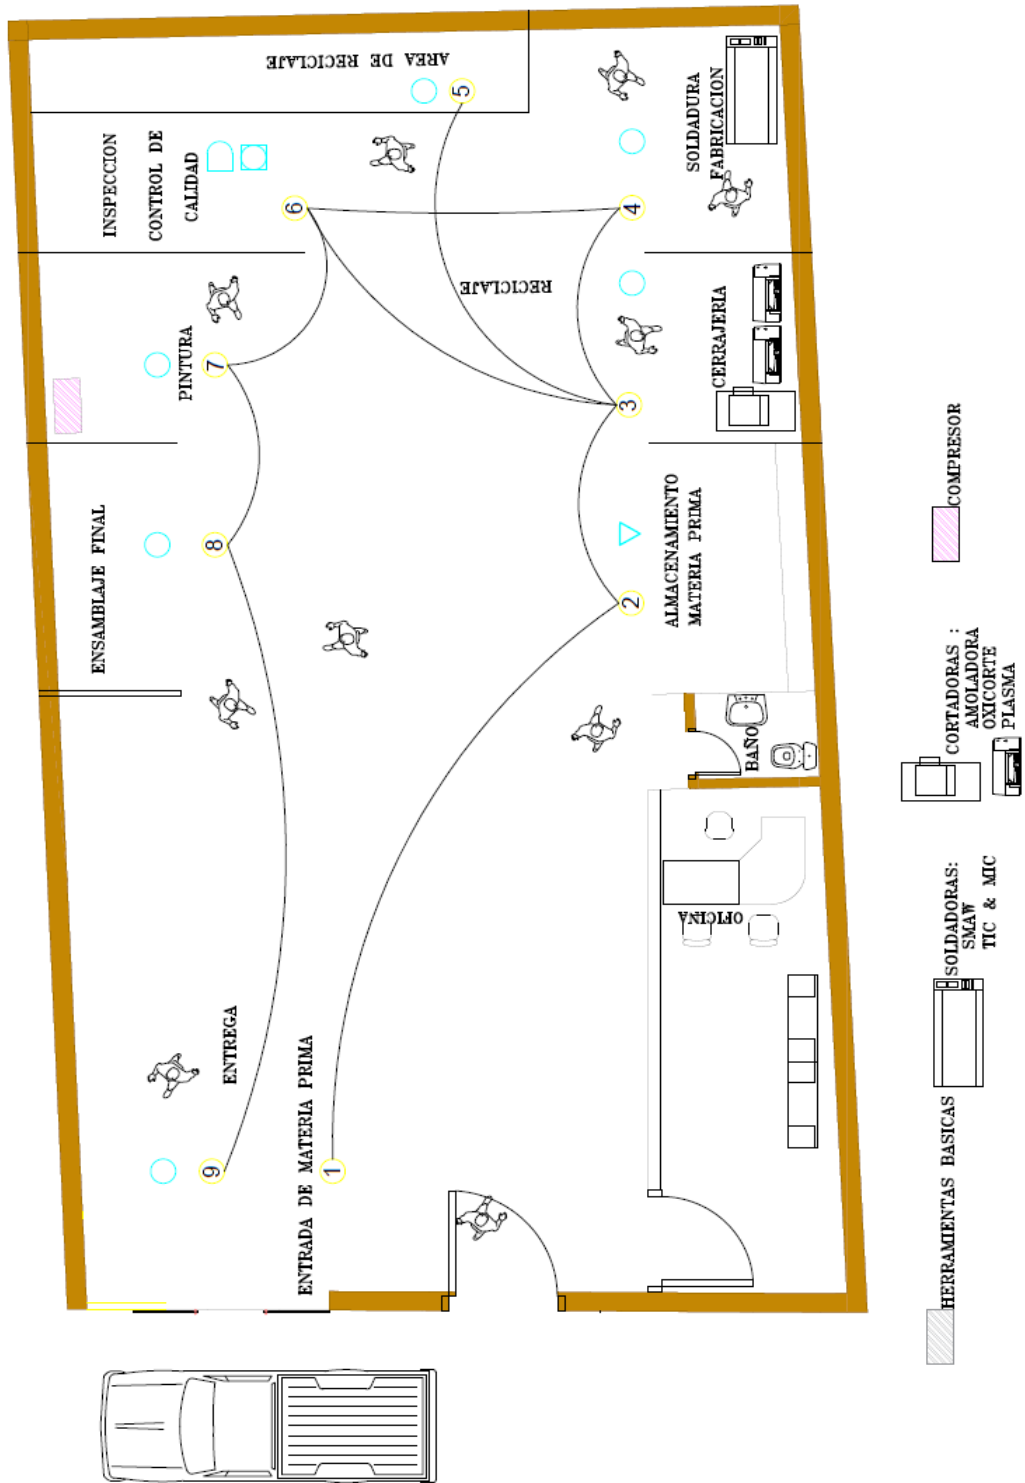 AREA DE RECICLAJE
5
INSPECCION
CONTROL DE
CALIDAD
6
SOLDADURA
FABRICACION
4
RECICLAJE
PINTURA
7
CERRAJERIA
3
ENSAMBLAJE FINAL
8
ALMACENAMIENTO
MATERIA PRIMA
2
BAÑO
OFICINA
ENTREGA
9
ENTRADA DE MATERIA PRIMA
1
HERRAMIENTAS BASICAS
SOLDADORAS:
SMAW
TIC & MIC
CORTADORAS :
AMOLADORA
OXICORTE
PLASMA
COMPRESOR